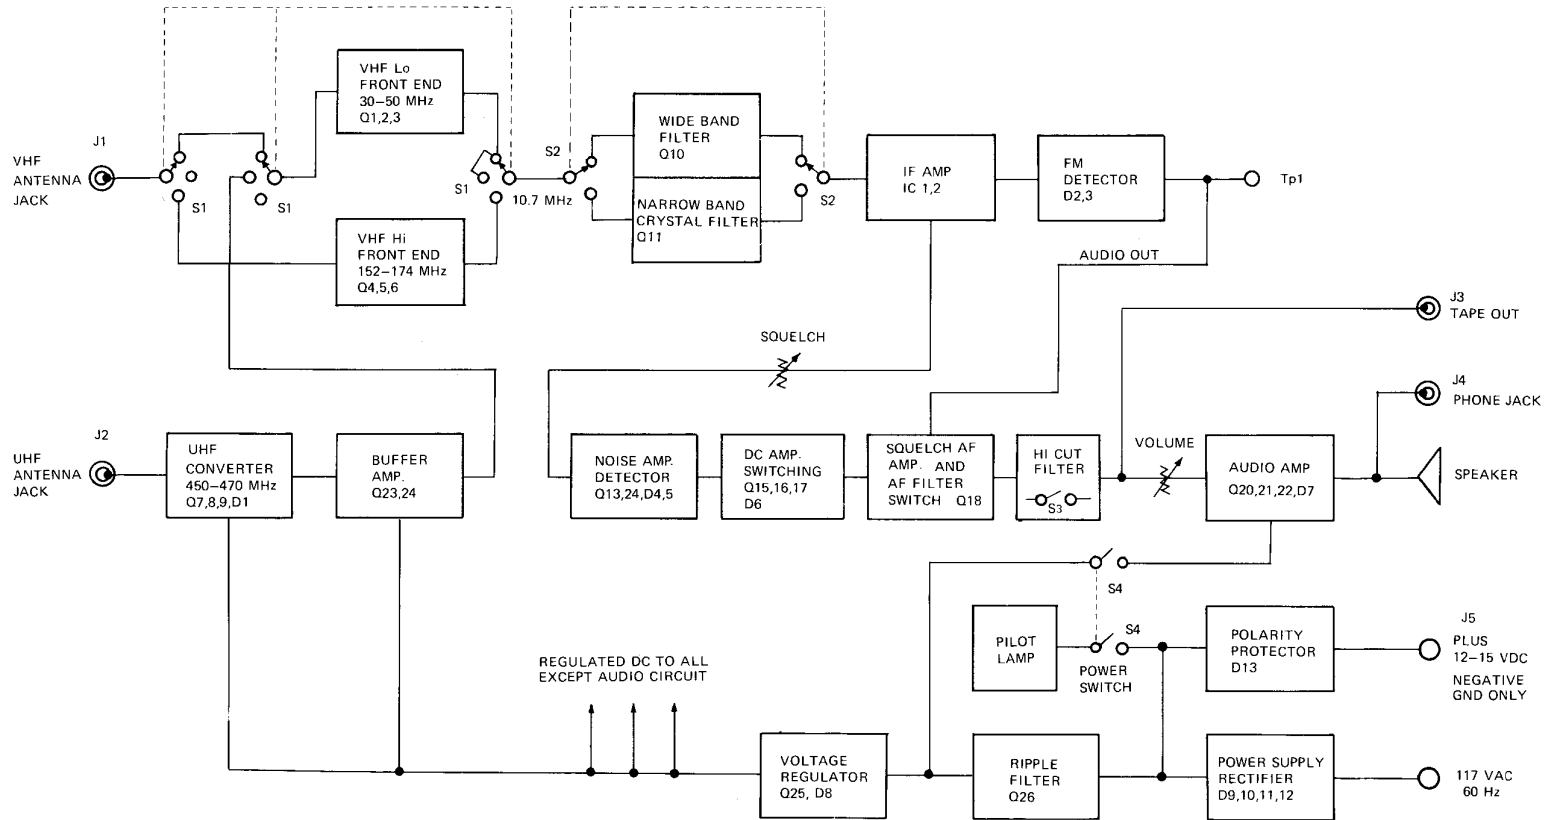 VHF Lo
FRONT END
30–50 MHz
Q1,2,3
J1
VHF
ANTENNA
JACK
S1
S1
S1
10.7 MHz
VHF Hi
FRONT END
152–174 MHz
Q4,5,6
S2
WIDE BAND
FILTER
Q10
NARROW BAND
CRYSTAL FILTER
Q11
S2
IF AMP
IC 1,2
FM
DETECTOR
D2,3
Tp1
AUDIO OUT
SQUELCH
J3
TAPE OUT
J4
PHONE JACK
J2
UHF
ANTENNA
JACK
UHF
CONVERTER
450–470 MHz
Q7,8,9,D1
BUFFER
AMP.
Q23,24
NOISE AMP.
DETECTOR
Q13,24,D4,5
DC AMP.
SWITCHING
Q15,16,17
D6
SQUELCH AF
AMP. AND
AF FILTER
SWITCH Q18
HI CUT
FILTER
S3
VOLUME
AUDIO AMP
Q20,21,22,D7
SPEAKER
S4
PILOT
LAMP
S4
POWER
SWITCH
POLARITY
PROTECTOR
D13
J5
PLUS
12–15 VDC
NEGATIVE
GND ONLY
REGULATED DC TO ALL
EXCEPT AUDIO CIRCUIT
VOLTAGE
REGULATOR
Q25, D8
RIPPLE
FILTER
Q26
POWER SUPPLY
RECTIFIER
D9,10,11,12
117 VAC
60 Hz